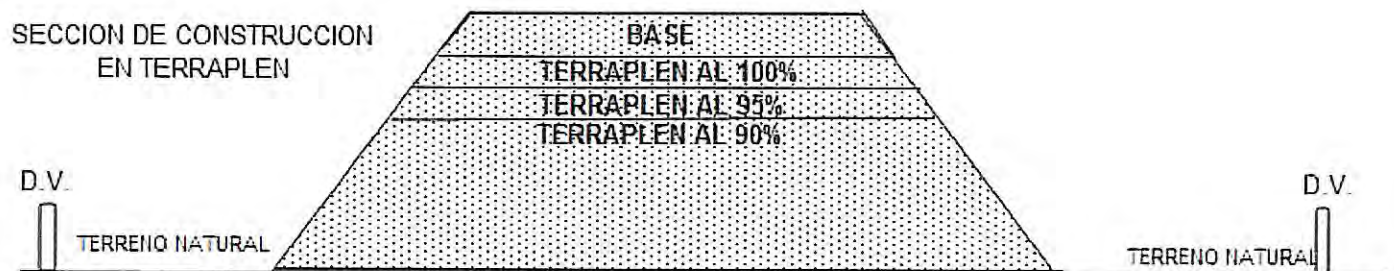 SECCION DE CONSTRUCCION
EN TERRAPLEN
BASE
TERRAPLEN AL 100%
TERRAPLEN AL 95%
TERRAPLEN AL 90%
D.V.
D.V.
TERRENO NATURAL
TERRENO NATURAL